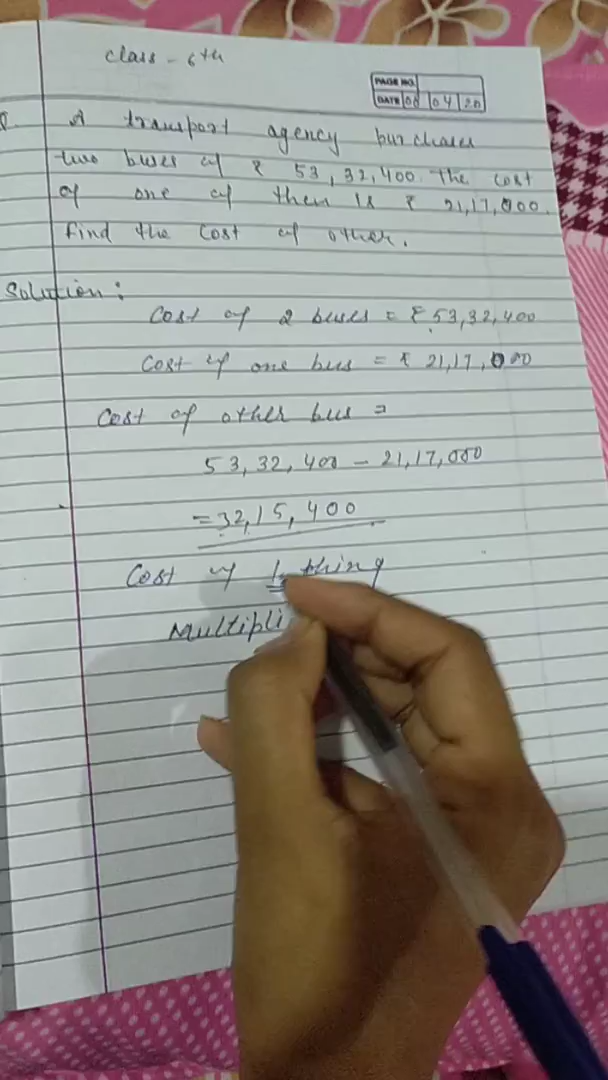 class - 6th
PAGE NO.
DATE 08 04 20
Q. A transport agency purchases
two buses of ₹ 53,32,400. The cost
of one of them is ₹ 21,17,000.
find the cost of other.
Solution:
Cost of 2 buses = ₹ 53,32,400
Cost of one bus = ₹ 21,17,000
Cost of other bus =
53,32,400 - 21,17,000
= 32,15,400
Cost of 1 thing
Multipli